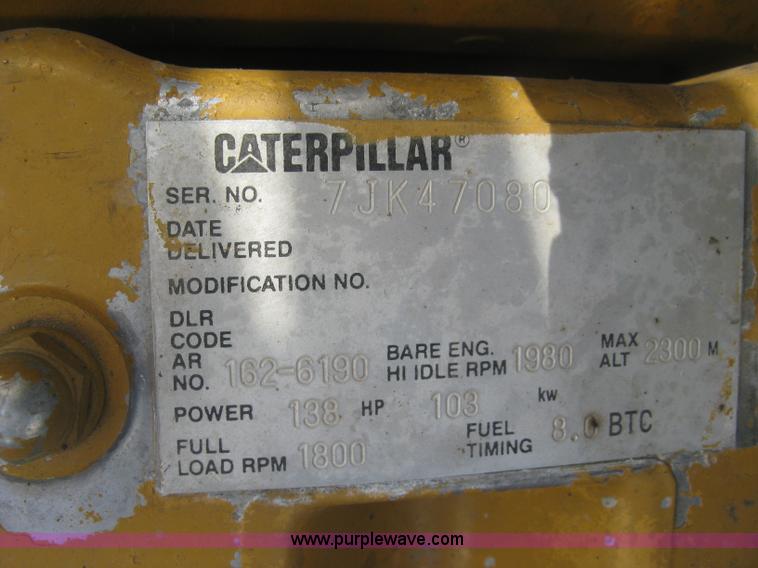 CATERPILLAR®
SER. NO. 7JK47080
DATE
DELIVERED
MODIFICATION NO.
DLR
CODE
AR
NO. 162-6190 BARE ENG.
HI IDLE RPM 1980 MAX
ALT 2300 M
POWER 138 HP 103 kw
FULL
LOAD RPM 1800 FUEL
TIMING 8.0 BTC
www.purplewave.com